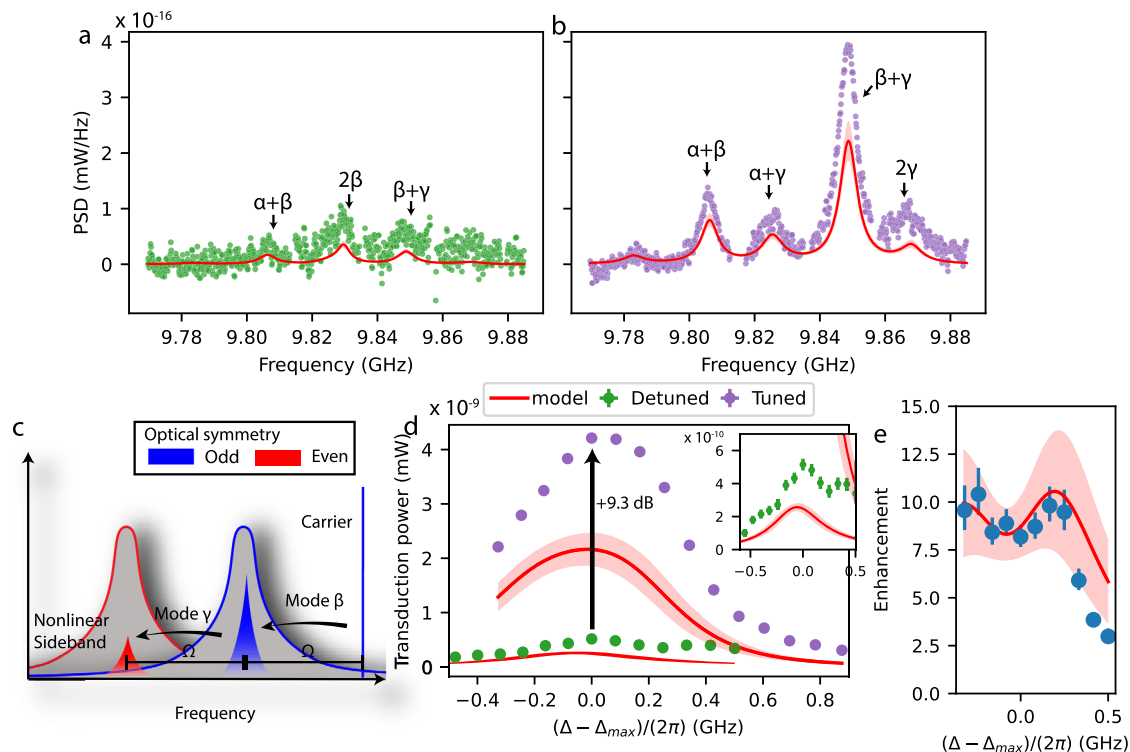 x 10⁻¹⁶
a
b
4
3
2
1
0
PSD (mW/Hz)
α+β
2β
β+γ
α+β
α+γ
β+γ
2γ
9.78
9.80
9.82
9.84
9.86
9.88
9.78
9.80
9.82
9.84
9.86
9.88
Frequency (GHz)
Frequency (GHz)
model
Detuned
Tuned
c
Optical symmetry
Odd
Even
Carrier
Mode γ
Mode β
Nonlinear
Sideband
Ω
Ω
Frequency
d
x 10⁻⁹
4
3
2
1
0
Transduction power (mW)
+9.3 dB
x 10⁻¹⁰
6
4
2
0
−0.5
0.0
0.5
−0.4
−0.2
0.0
0.2
0.4
0.6
0.8
(Δ − Δmax)/(2π) (GHz)
e
15.0
12.5
10.0
7.5
5.0
2.5
0.0
Enhancement
0.0
0.5
(Δ − Δmax)/(2π) (GHz)